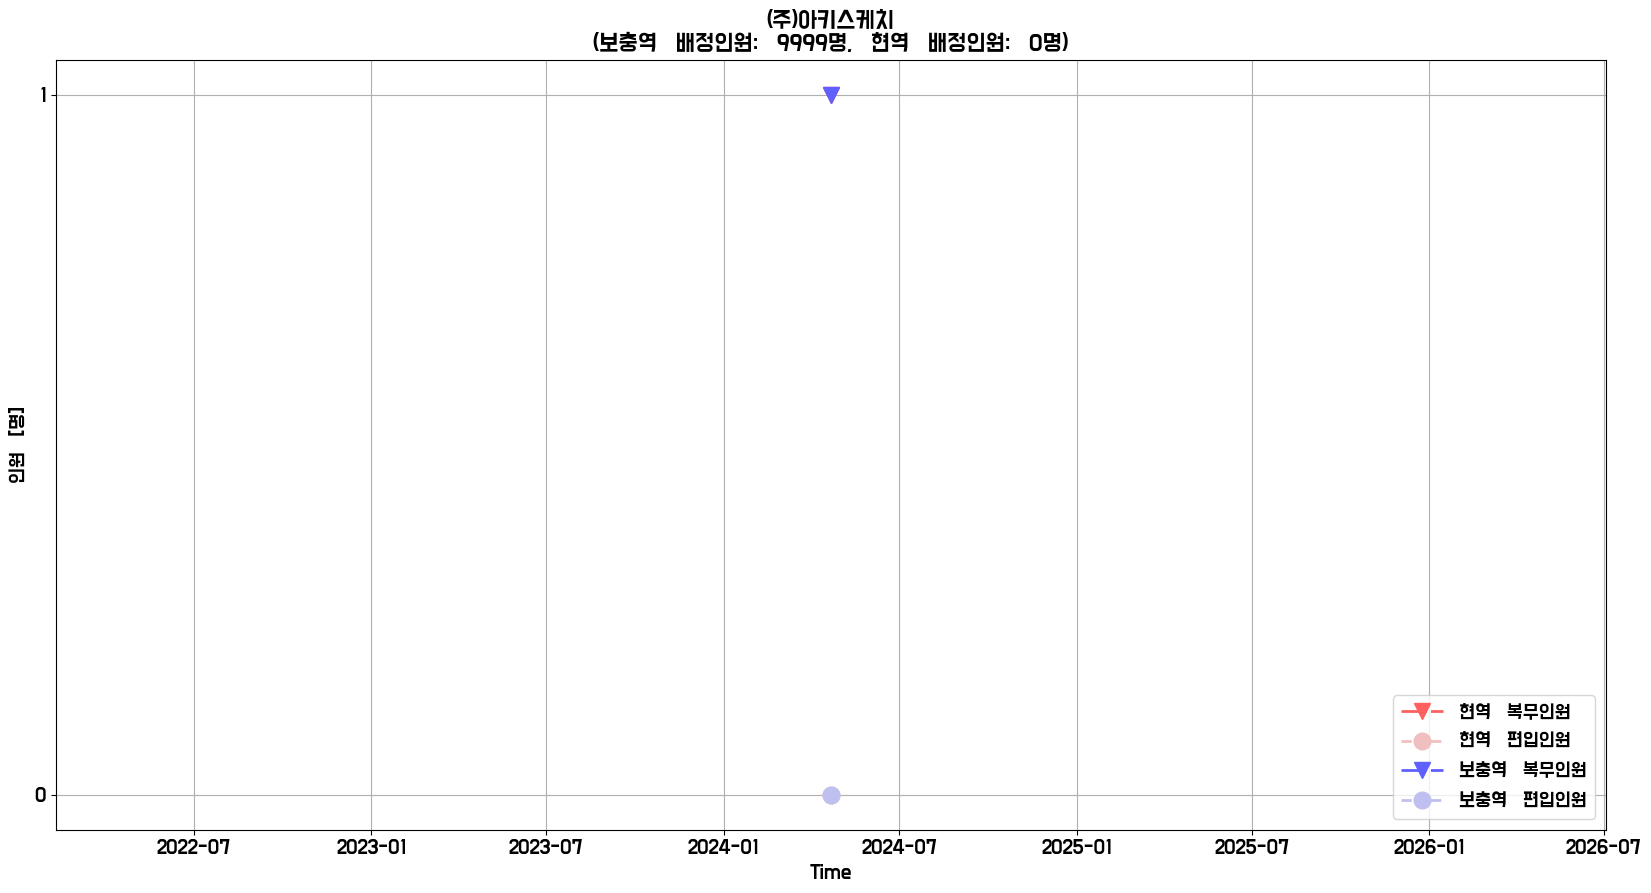 (주)아키스케치
(보충역 배정인원: 9999명, 현역 배정인원: 0명)
인원 [명]
1
0
2022-07 2023-01 2023-07 2024-01 2024-07 2025-01 2025-07 2026-01 2026-07
Time
현역 복무인원
현역 편입인원
보충역 복무인원
보충역 편입인원